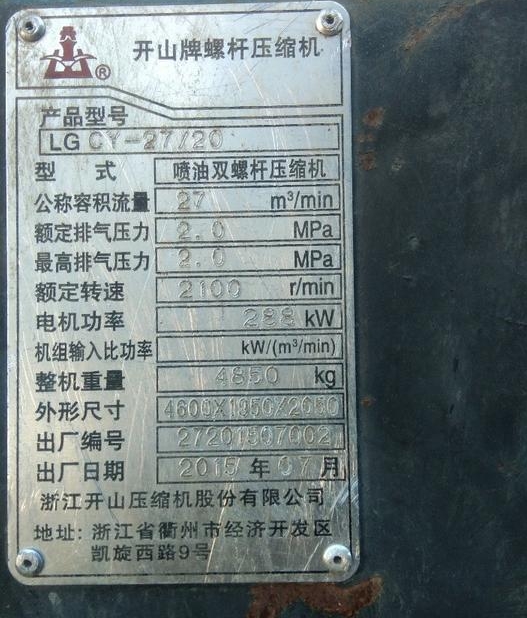 ®
开山牌螺杆压缩机
产品型号
LG CY-27/20
型 式 喷油双螺杆压缩机
公称容积流量 27 m³/min
额定排气压力 2.0 MPa
最高排气压力 2.0 MPa
额定转速 2100 r/min
电机功率 288 kW
机组输入比功率 kW/(m³/min)
整机重量 4850 kg
外形尺寸 4600X1950X2050
出厂编号 27201507002
出厂日期 2015 年 07 月
浙江开山压缩机股份有限公司
地址: 浙江省衢州市经济开发区
凯旋西路9号